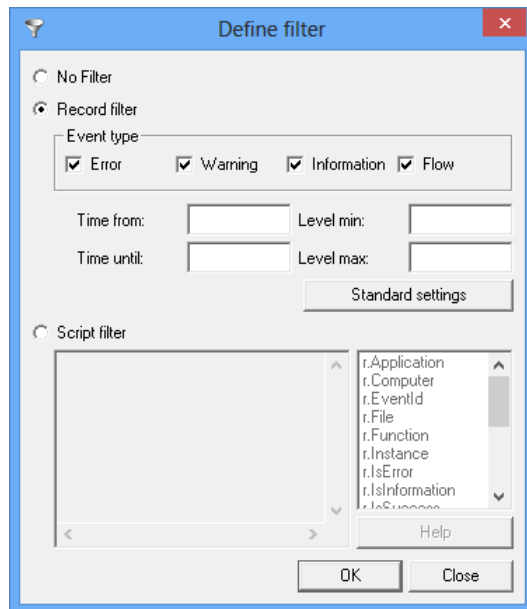 Define filter
No Filter
Record filter
Event type
Error Warning Information Flow
Time from: Level min:
Time until: Level max:
Standard settings
Script filter
r.Application
r.Computer
r.EventId
r.File
r.Function
r.Instance
r.IsError
r.IsInformation
Help
OK Close